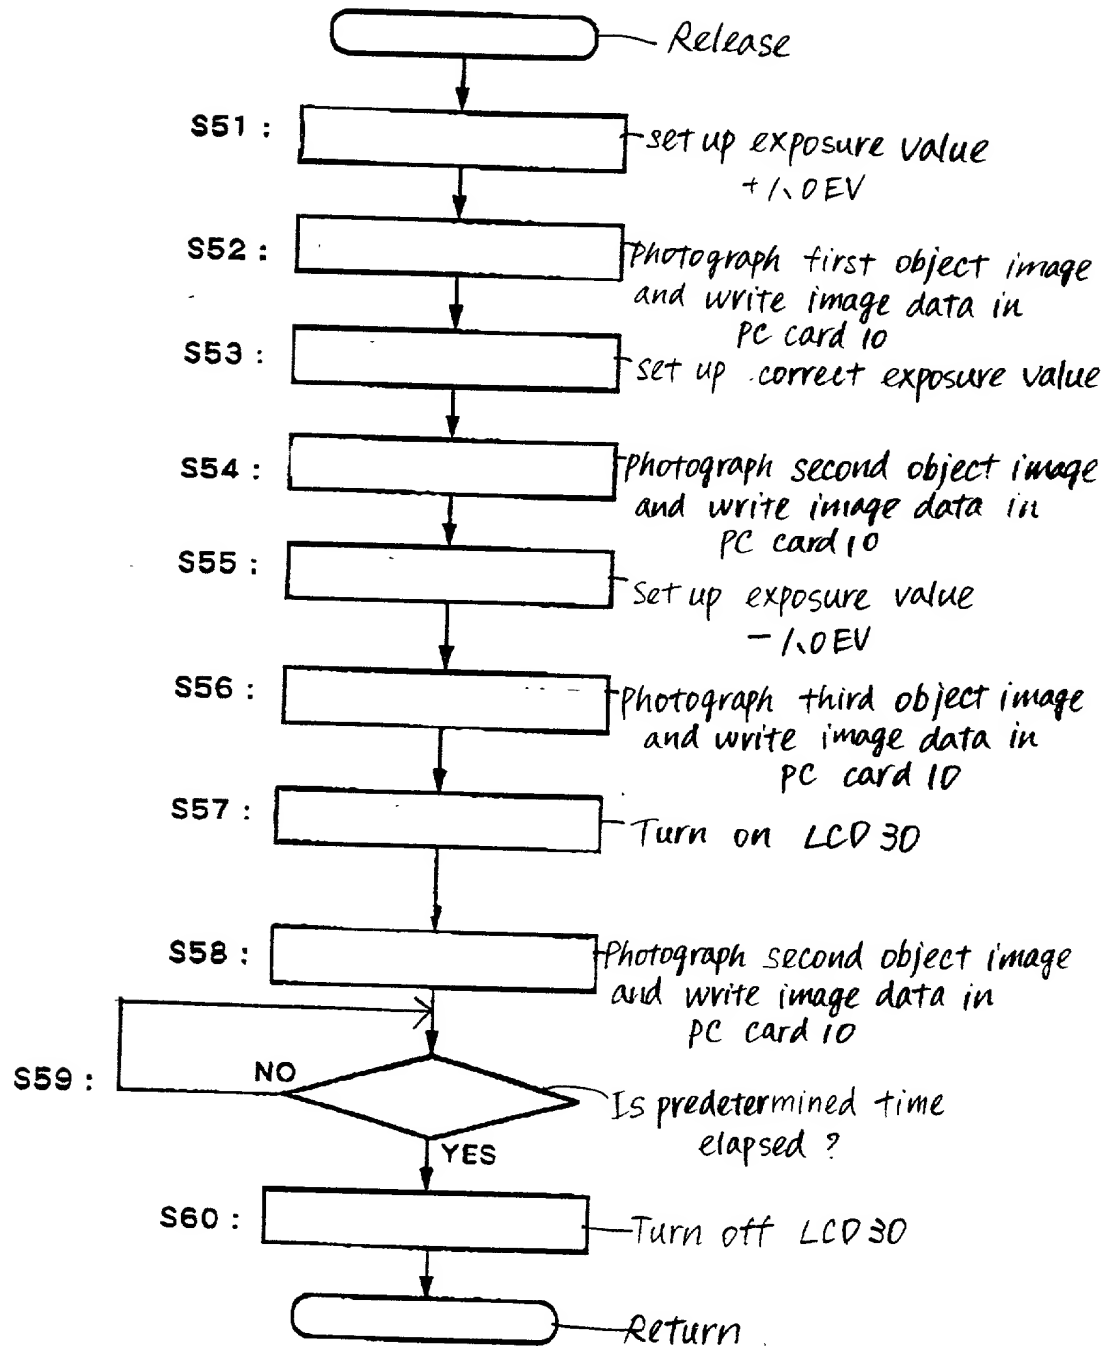 Release
S51 :
set up exposure value
+1.0EV
S52 :
Photograph first object image
and write image data in
PC card 10
S53 :
set up correct exposure value
S54 :
Photograph second object image
and write image data in
PC card 10
S55 :
Set up exposure value
-1.0EV
S56 :
Photograph third object image
and write image data in
PC card 10
S57 :
Turn on LCD 30
S58 :
Photograph second object image
and write image data in
PC card 10
S59 :
NO
Is predetermined time
elapsed ?
YES
S60 :
Turn off LCD 30
Return